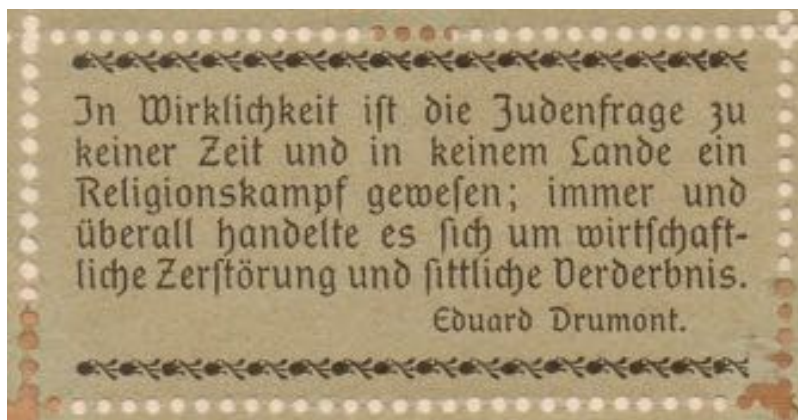 In Wirklichkeit iſt die Judenfrage zu
keiner Zeit und in keinem Lande ein
Religionskampf geweſen; immer und
überall handelte es ſich um wirtſchaft-
liche Zerſtörung und ſittliche Verderbnis.
Eduard Drumont.